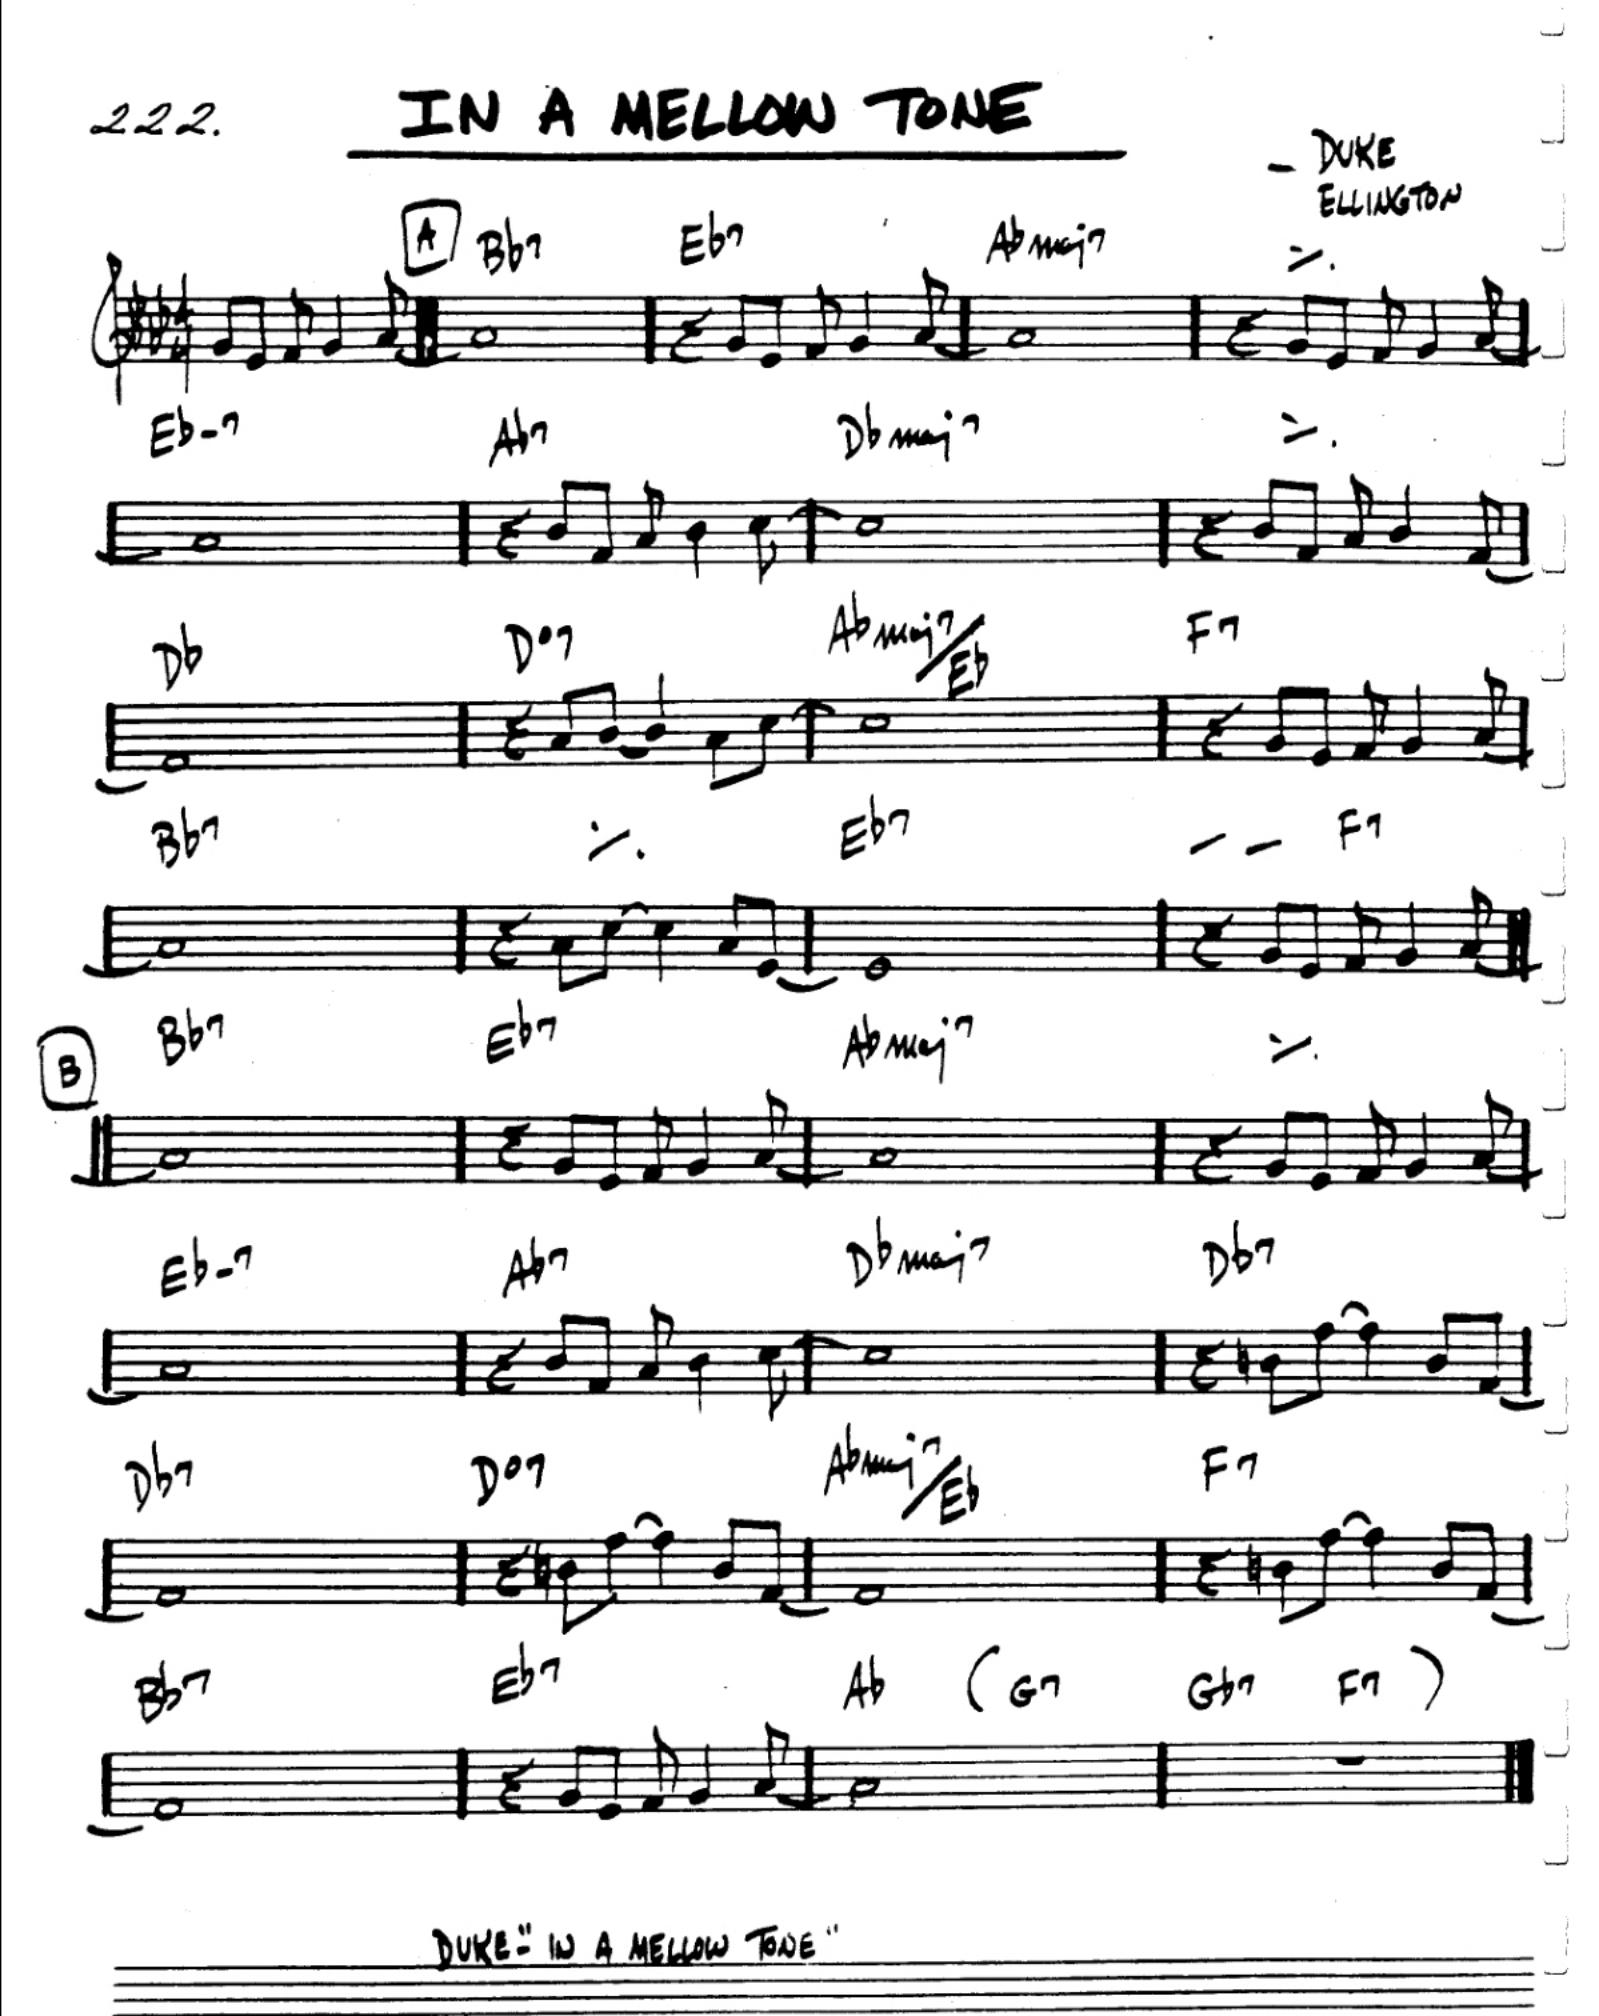 222. IN A MELLOW TONE
– DUKE
ELLINGTON
A Bb7 Eb7 Abmaj7 ٪
Eb-7 Ab7 Dbmaj7 ٪
Db D°7 Abmaj7/Eb F7
Bb7 ٪ Eb7 – – F7
B Bb7 Eb7 Abmaj7 ٪
Eb-7 Ab7 Dbmaj7 Db7
Db7 D°7 Abmaj7/Eb F7
Bb7 Eb7 Ab (G7 Gb7 F7)
DUKE – "IN A MELLOW TONE"